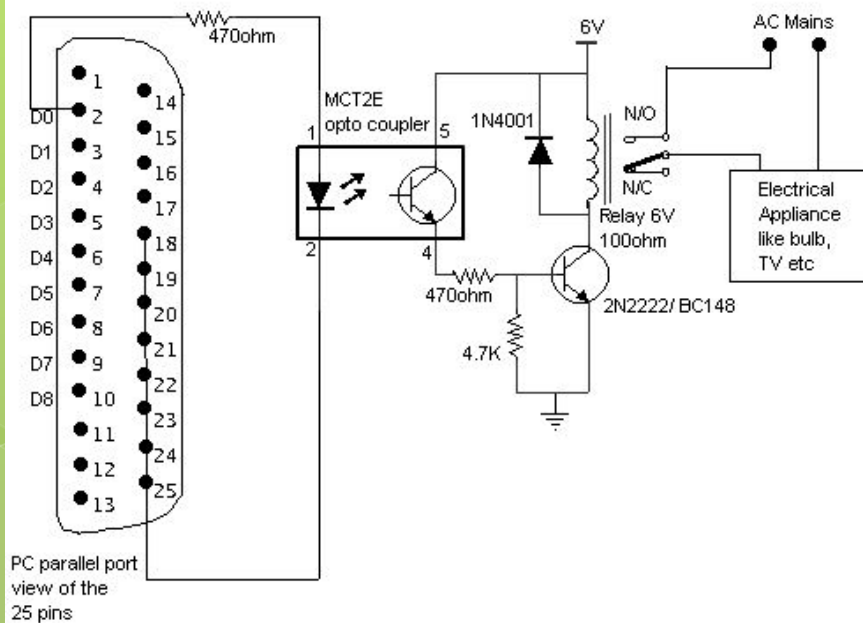 470ohm
6V
AC Mains
1
14
MCT2E
opto coupler
1N4001
N/O
D0
2
15
1
5
D1
3
16
N/C
D2
4
17
Electrical
Appliance
like bulb,
TV etc
D3
5
18
Relay 6V
100ohm
D4
6
19
2
4
D5
7
20
470ohm
2N2222/ BC148
D6
8
21
4.7K
D7
9
22
D8
10
23
11
24
12
25
13
PC parallel port
view of the
25 pins